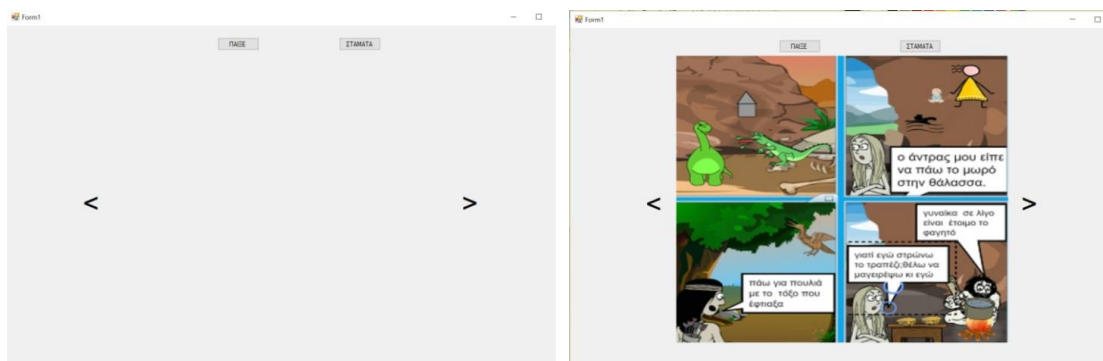 Form1
ΠΑΙΞΕ ΣΤΑΜΑΤΑ
< >
Form1
ΠΑΙΞΕ ΣΤΑΜΑΤΑ
ο άντρας μου είπε
να πάω το μωρό
στην θάλασσα.
< >
πάω για πουλιά
με το τόξο που
έφτιαξα
γυναίκα σε λίγο
είναι έτοιμο το
φαγητό
γιατί εγώ στρώνω
το τραπέζι;θέλω να
μαγειρέψω κι εγώ